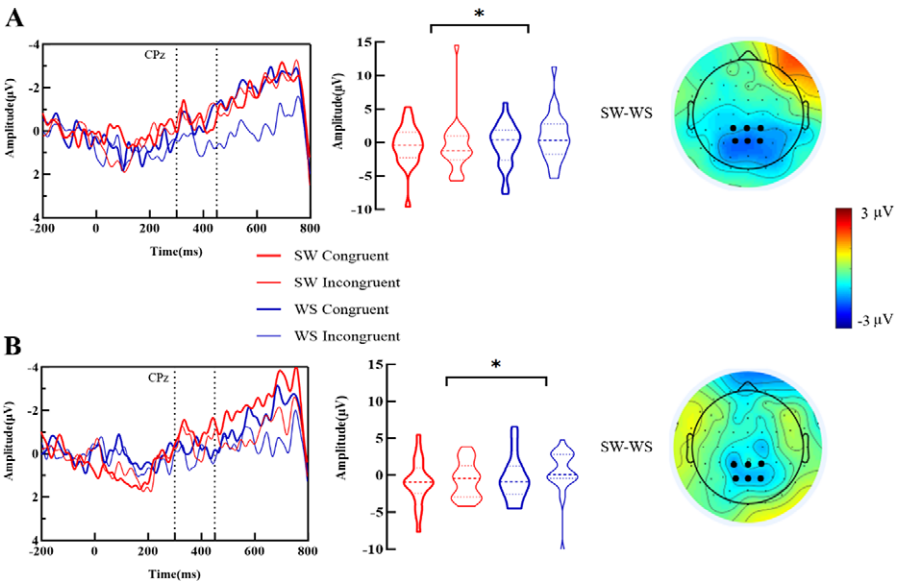 A
-4
-2
0
2
4
Amplitude(µV)
CPz
-200 0 200 400 600 800
Time(ms)
*
15
10
5
0
-5
-10
Amplitude(µV)
SW-WS
3 µV
-3 µV
SW Congruent
SW Incongruent
WS Congruent
WS Incongruent
B
-4
-2
0
2
4
Amplitude(µV)
CPz
-200 0 200 400 600 800
Time(ms)
*
15
10
5
0
-5
-10
Amplitude(µV)
SW-WS